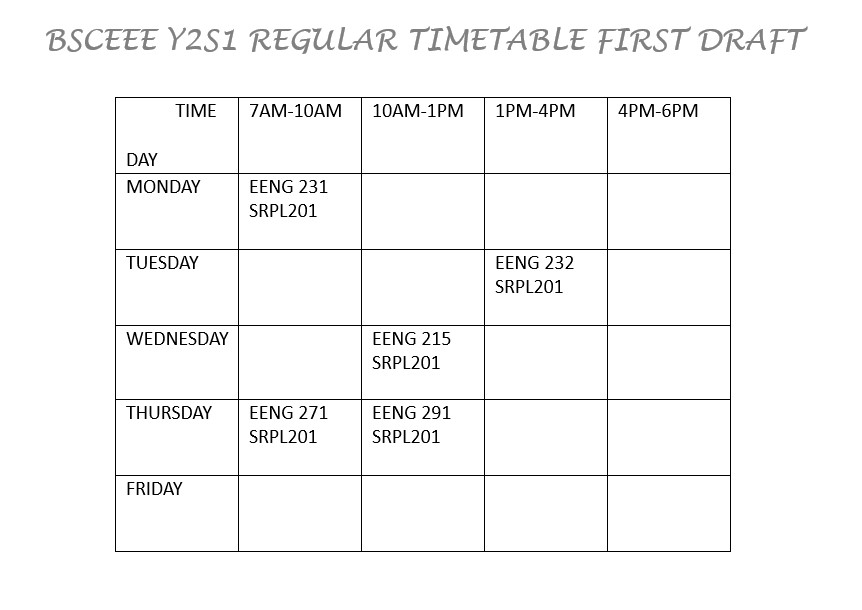 BSCEEE Y2S1 REGULAR TIMETABLE FIRST DRAFT
TIME
DAY
7AM-10AM
10AM-1PM
1PM-4PM
4PM-6PM
MONDAY
EENG 231
SRPL201
TUESDAY
EENG 232
SRPL201
WEDNESDAY
EENG 215
SRPL201
THURSDAY
EENG 271
SRPL201
EENG 291
SRPL201
FRIDAY